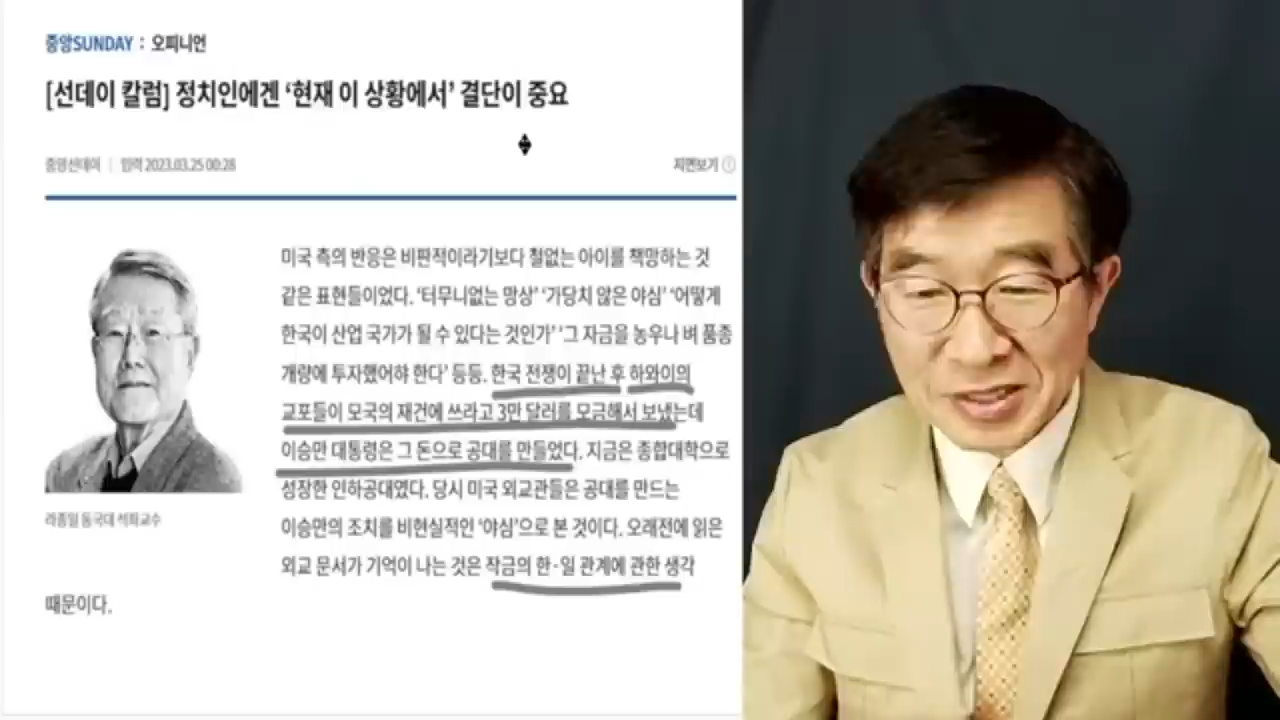 중앙SUNDAY : 오피니언
[선데이 칼럼] 정치인에겐 ‘현재 이 상황에서’ 결단이 중요
중앙선데이 | 입력 2023.03.25 00:28
지면보기
미국 측의 반응은 비판적이라기보다 철없는 아이를 책망하는 것
같은 표현들이었다. ‘터무니없는 망상’ ‘가당치 않은 야심’ ‘어떻게
한국이 산업 국가가 될 수 있다는 것인가’ ‘그 자금을 농우나 벼 품종
개량에 투자했어야 한다’ 등등. 한국 전쟁이 끝난 후 하와이의
교포들이 모국의 재건에 쓰라고 3만 달러를 모금해서 보냈는데
이승만 대통령은 그 돈으로 공대를 만들었다. 지금은 종합대학으로
성장한 인하공대였다. 당시 미국 외교관들은 공대를 만드는
이승만의 조치를 비현실적인 ‘야심’으로 본 것이다. 오래전에 읽은
외교 문서가 기억이 나는 것은 작금의 한·일 관계에 관한 생각
때문이다.
라종일 동국대 석좌교수